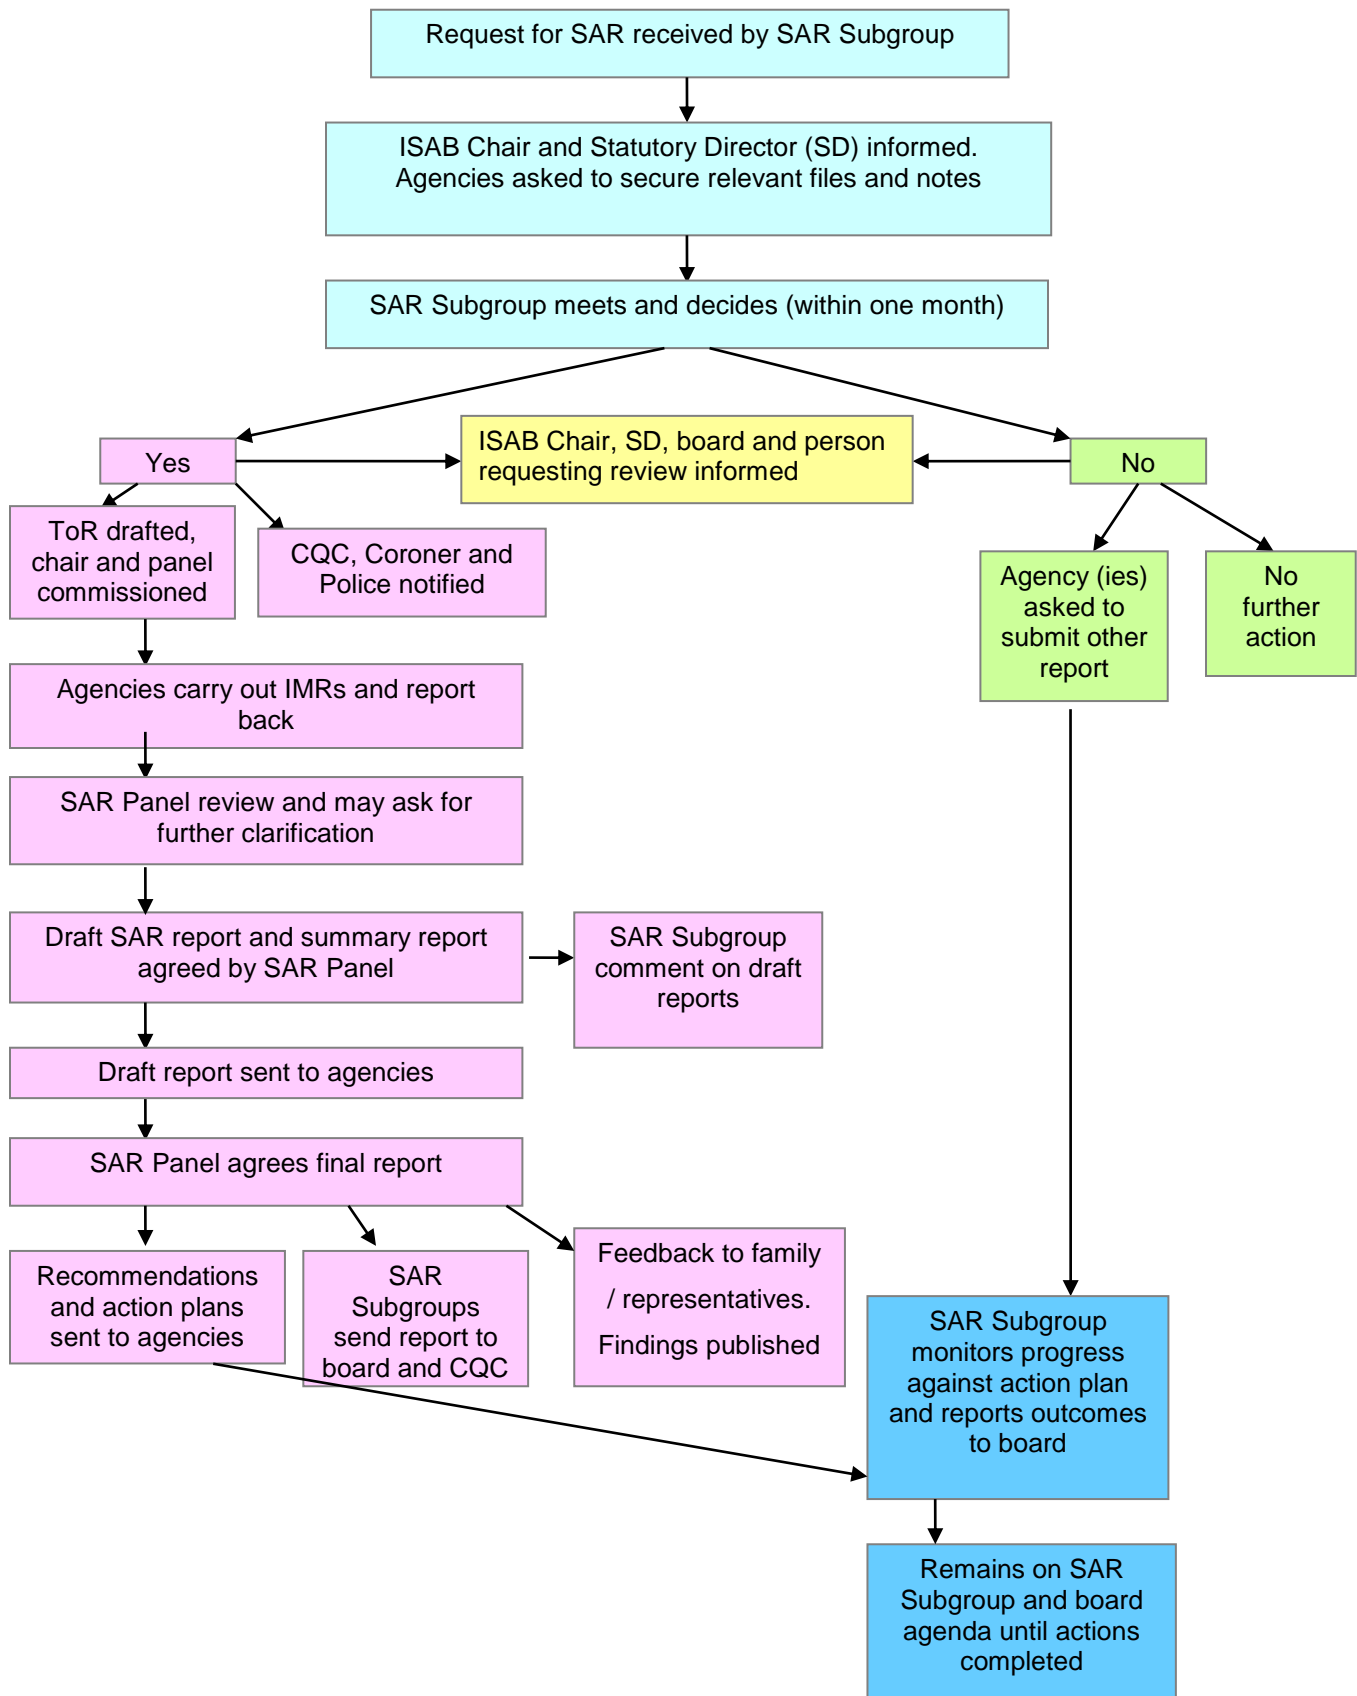 Request for SAR received by SAR Subgroup
ISAB Chair and Statutory Director (SD) informed.
Agencies asked to secure relevant files and notes
SAR Subgroup meets and decides (within one month)
Yes
ISAB Chair, SD, board and person
requesting review informed
No
ToR drafted,
chair and panel
commissioned
CQC, Coroner and
Police notified
Agency (ies)
asked to
submit other
report
No
further
action
Agencies carry out IMRs and report
back
SAR Panel review and may ask for
further clarification
Draft SAR report and summary report
agreed by SAR Panel
SAR Subgroup
comment on draft
reports
Draft report sent to agencies
SAR Panel agrees final report
Recommendations
and action plans
sent to agencies
SAR
Subgroups
send report to
board and CQC
Feedback to family
/ representatives.
Findings published
SAR Subgroup
monitors progress
against action plan
and reports outcomes
to board
Remains on SAR
Subgroup and board
agenda until actions
completed